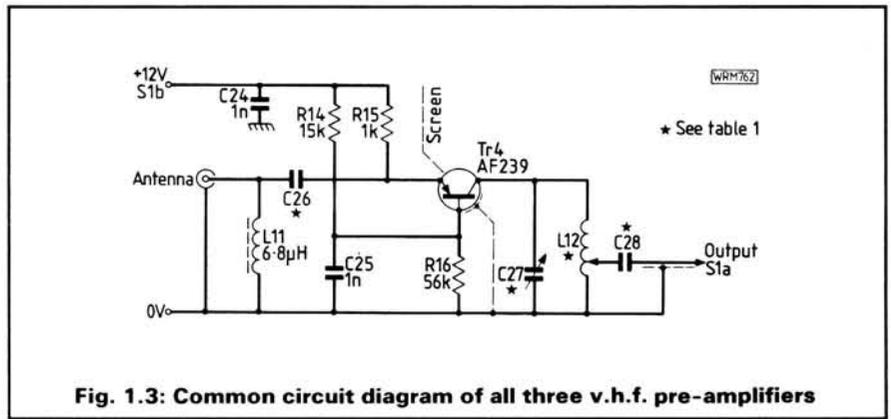 +12V
S1b
C24
1n
R14
15k
R15
1k
Screen
WRM762
★ See table 1
Tr4
AF239
Antenna
C26
★
L11
6·8µH
C25
1n
R16
56k
C27
★
L12
★
C28
★
Output
S1a
0V
Fig. 1.3: Common circuit diagram of all three v.h.f. pre-amplifiers